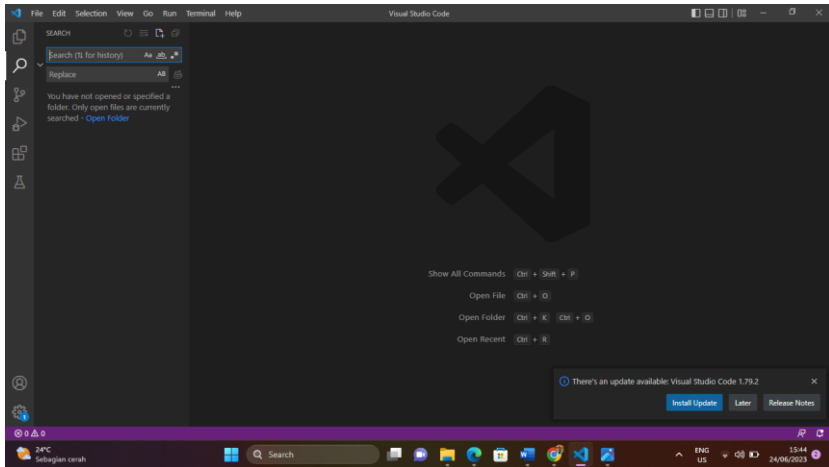 File Edit Selection View Go Run Terminal Help
Visual Studio Code
SEARCH
Search (⇅ for history)
Aa ab .*
Replace
AB
You have not opened or specified a
folder. Only open files are currently
searched - Open Folder
Show All Commands Ctrl + Shift + P
Open File Ctrl + O
Open Folder Ctrl + K Ctrl + O
Open Recent Ctrl + R
There's an update available: Visual Studio Code 1.79.2
Install Update Later Release Notes
1
0 0
24°C
Sebagian cerah
Search
ENG
US
15:44
24/06/2023